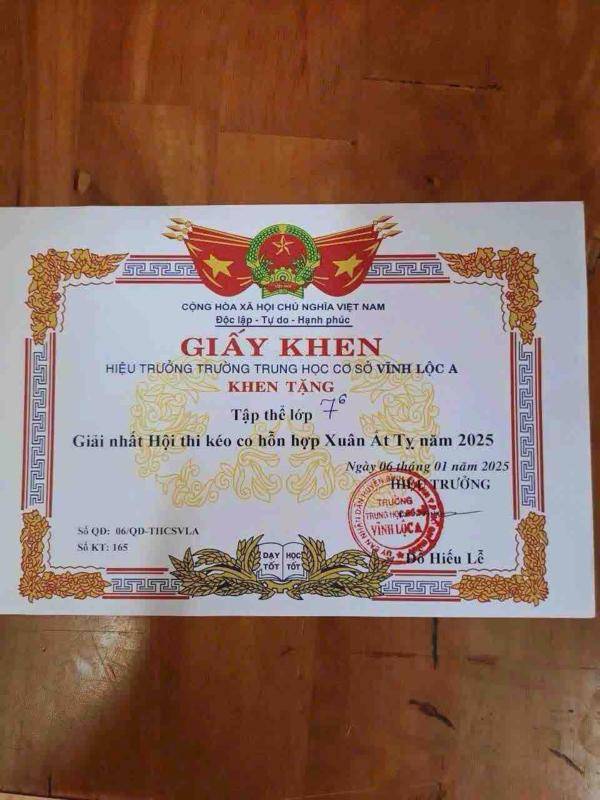 CỘNG HÒA XÃ HỘI CHỦ NGHĨA VIỆT NAM
Độc lập - Tự do - Hạnh phúc
GIẤY KHEN
HIỆU TRƯỞNG TRƯỜNG TRUNG HỌC CƠ SỞ VĨNH LỘC A
KHEN TẶNG
Tập thể lớp 7⁶
Giải nhất Hội thi kéo co hỗn hợp Xuân Ất Tỵ năm 2025
Ngày 06 tháng 01 năm 2025
HIỆU TRƯỞNG
TRƯỜNG
TRUNG HỌC
VĨNH LỘC A
Số QĐ: 06/QĐ-THCSVLA
Số KT: 165
DẠY TỐT HỌC TỐT
Đỗ Hiếu Lễ